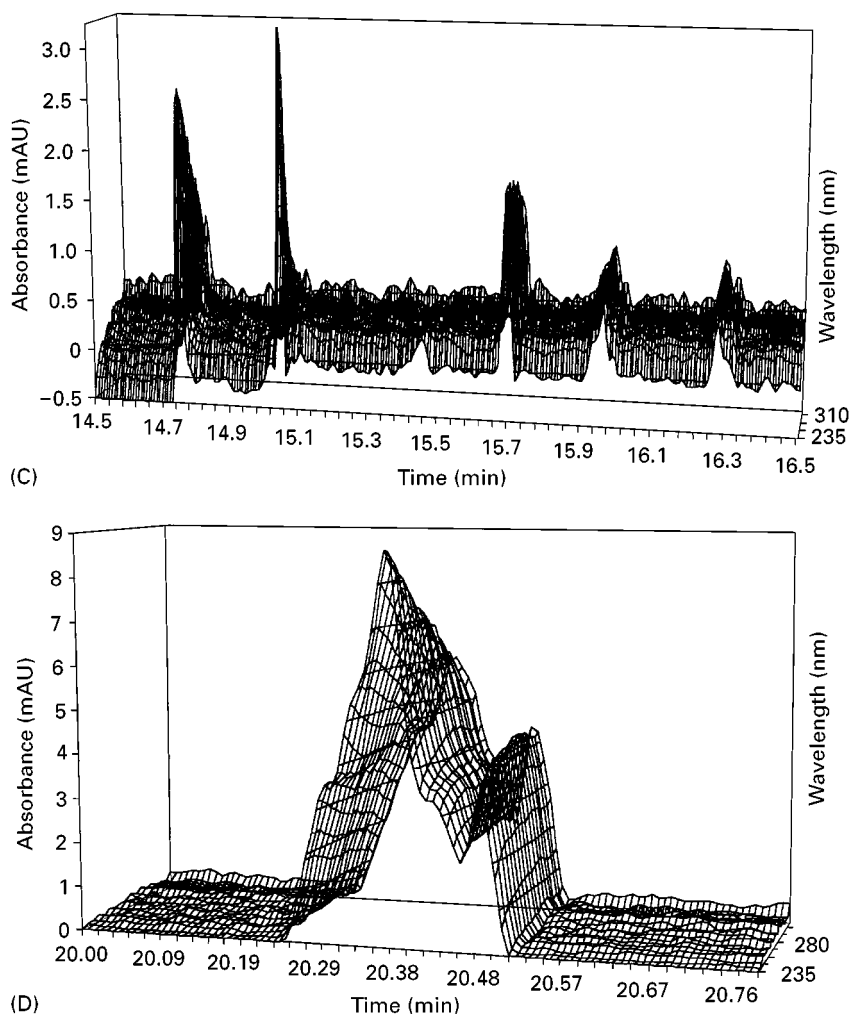 3.0
2.5
2.0
1.5
1.0
0.5
0
−0.5
Absorbance (mAU)
Wavelength (nm)
310
235
14.5 14.7 14.9 15.1 15.3 15.5 15.7 15.9 16.1 16.3 16.5
Time (min)
(C)
9
8
7
6
5
4
3
2
1
0
Absorbance (mAU)
Wavelength (nm)
280
235
20.00 20.09 20.19 20.29 20.38 20.48 20.57 20.67 20.76
Time (min)
(D)